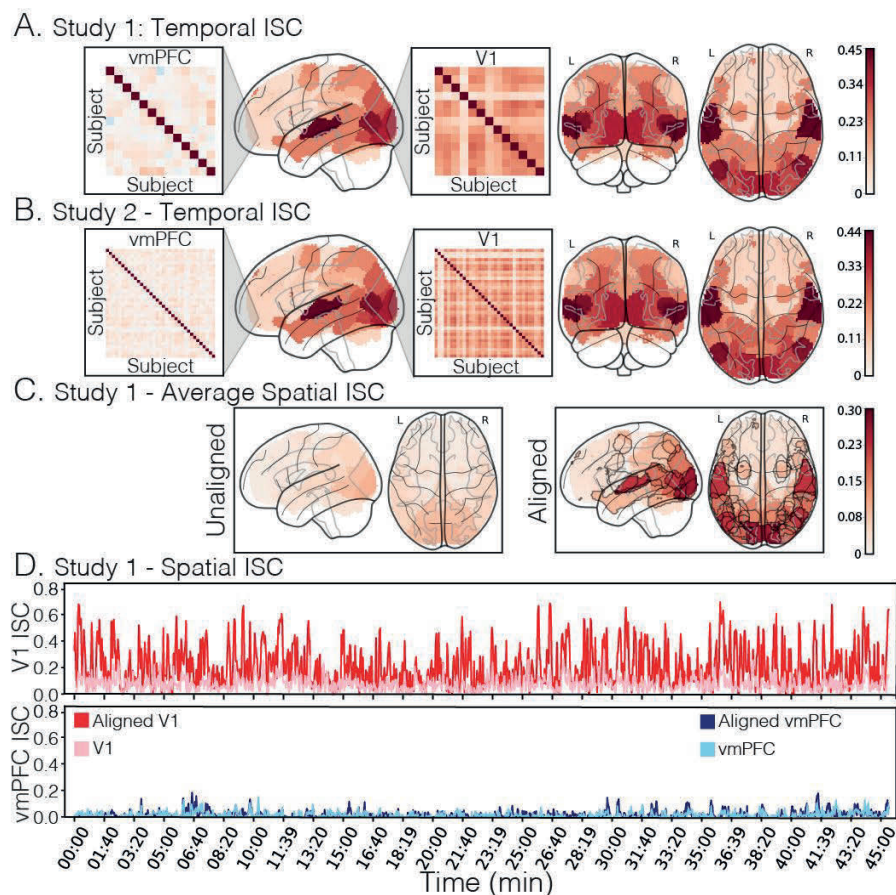 A. Study 1: Temporal ISC
vmPFC
Subject
Subject
V1
Subject
Subject
L
R
L
R
0.45
0.34
0.23
0.11
0
B. Study 2 - Temporal ISC
vmPFC
Subject
Subject
V1
Subject
Subject
L
R
L
R
0.44
0.33
0.22
0.11
0
C. Study 1 - Average Spatial ISC
Unaligned
L
R
Aligned
L
R
0.30
0.23
0.15
0.08
0
D. Study 1 - Spatial ISC
V1 ISC
0.8
0.6
0.4
0.2
0.0
vmPFC ISC
0.8
0.6
0.4
0.2
0.0
Aligned V1
V1
Aligned vmPFC
vmPFC
00:00
01:40
03:20
05:00
06:40
08:20
10:00
11:39
13:20
15:00
16:40
18:19
20:00
21:40
23:19
25:00
26:40
28:19
30:00
31:40
33:20
35:00
36:39
38:20
40:00
41:39
43:20
45:00
Time (min)